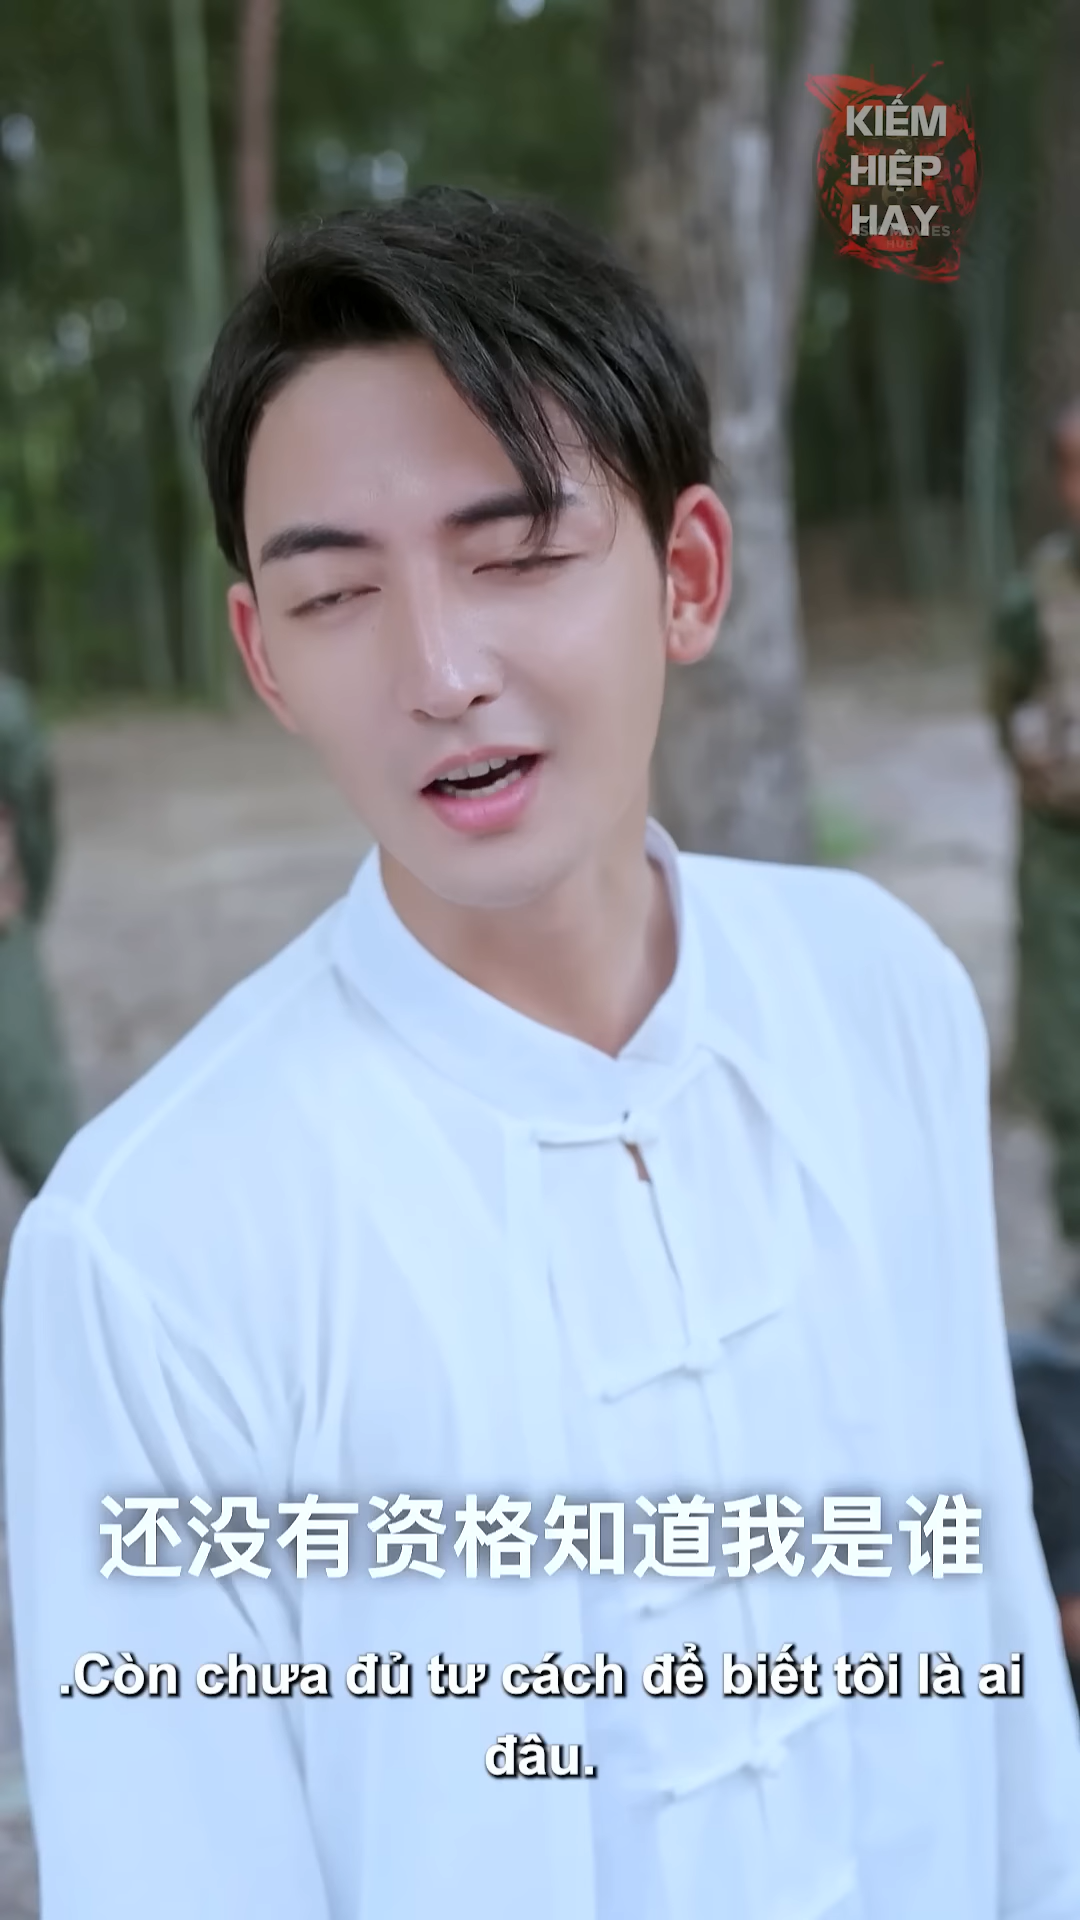 KIẾM
HIỆP
HAY
还没有资格知道我是谁
.Còn chưa đủ tư cách để biết tôi là ai
đâu.